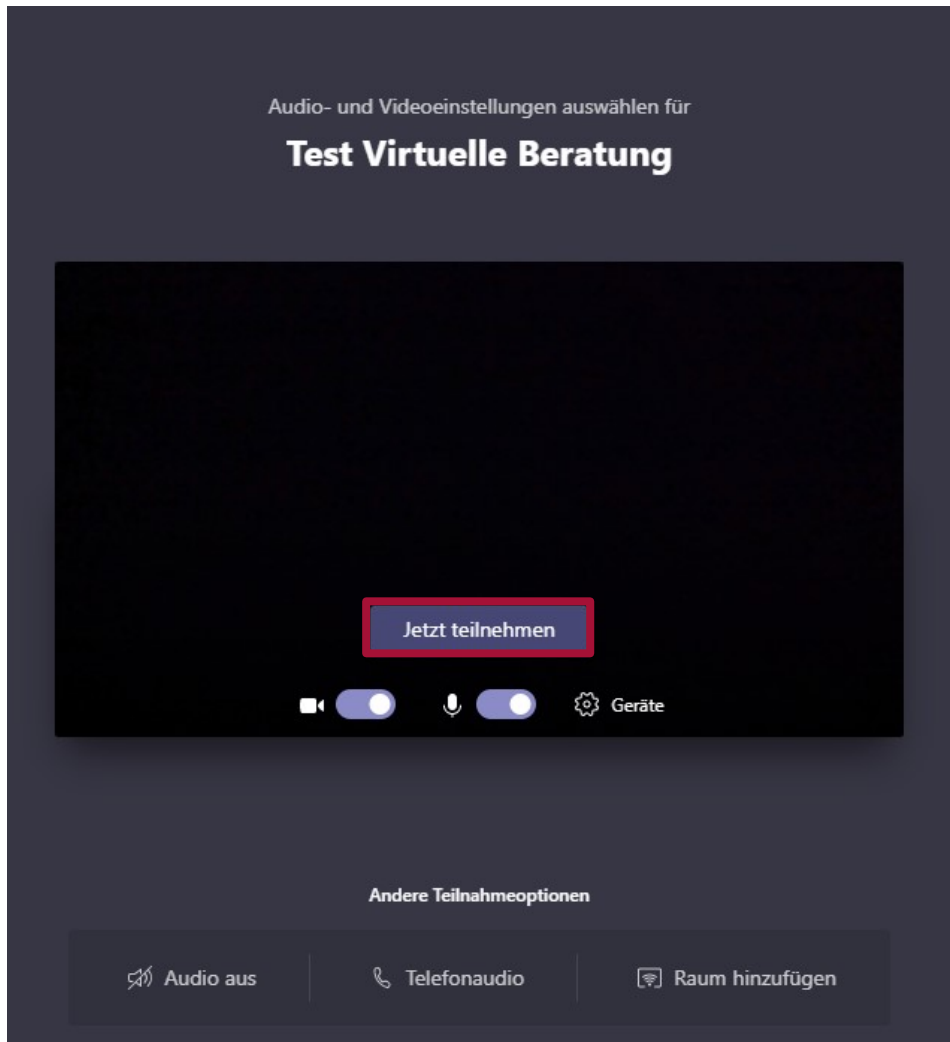 Audio- und Videoeinstellungen auswählen für
Test Virtuelle Beratung
Jetzt teilnehmen
Geräte
Andere Teilnahmeoptionen
Audio aus
Telefonaudio
Raum hinzufügen